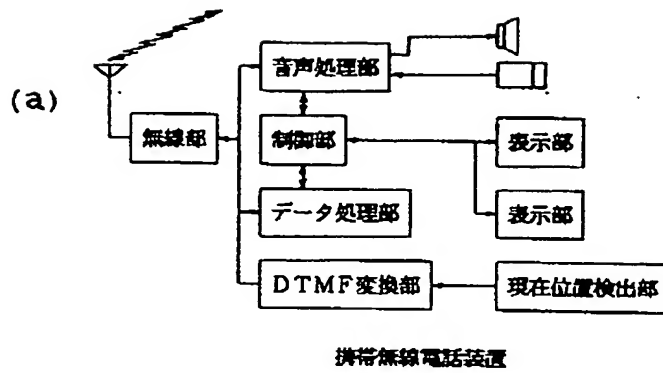 (a)
音声処理部
無線部
制御部
表示部
データ処理部
表示部
DTMF変換部
現在位置検出部
携帯無線電話装置